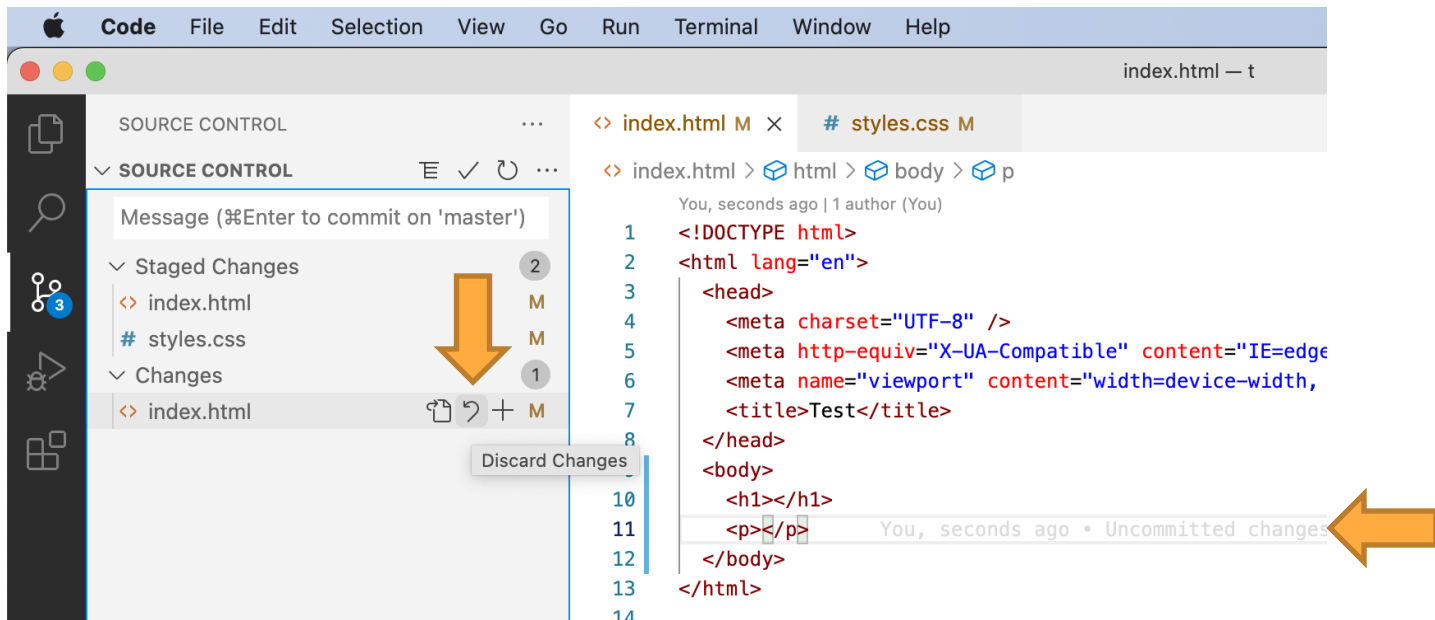 Code File Edit Selection View Go Run Terminal Window Help
index.html — t
SOURCE CONTROL ···
SOURCE CONTROL ···
Message (⌘Enter to commit on 'master')
Staged Changes 2
<> index.html M
# styles.css M
Changes 1
<> index.html M
Discard Changes
3
<> index.html M # styles.css M
<> index.html > html > body > p
You, seconds ago | 1 author (You)
1 <!DOCTYPE html>
2 <html lang="en">
3 <head>
4 <meta charset="UTF-8" />
5 <meta http-equiv="X-UA-Compatible" content="IE=edge
6 <meta name="viewport" content="width=device-width,
7 <title>Test</title>
8 </head>
<body>
10 <h1></h1>
11 <p></p> You, seconds ago • Uncommitted changes
12 </body>
13 </html>
14